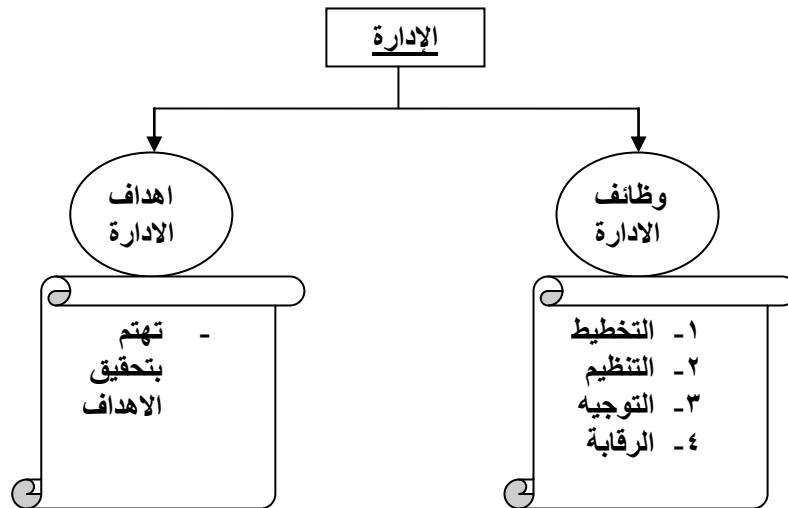 الإدارة
وظائف
الادارة
١- التخطيط
٢- التنظيم
٣- التوجيه
٤- الرقابة
اهداف
الادارة
- تهتم
بتحقيق
الاهداف